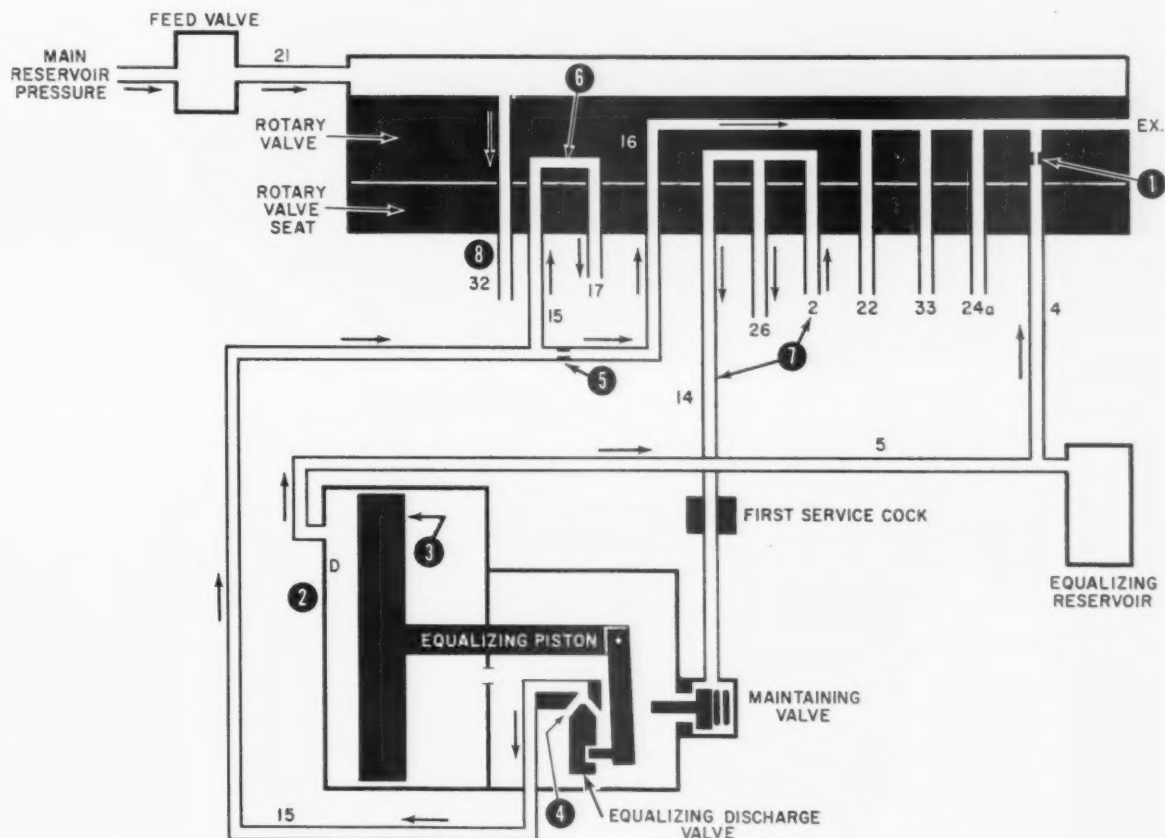 FEED VALVE
MAIN
RESERVOIR
PRESSURE
21
6
16
EX.
ROTARY
VALVE
1
ROTARY
VALVE
SEAT
8
32
17
15
26
2
22
33
24a
4
7
5
14
5
FIRST SERVICE COCK
3
D
2
EQUALIZING
RESERVOIR
EQUALIZING PISTON
MAINTAINING
VALVE
4
15
EQUALIZING DISCHARGE
VALVE